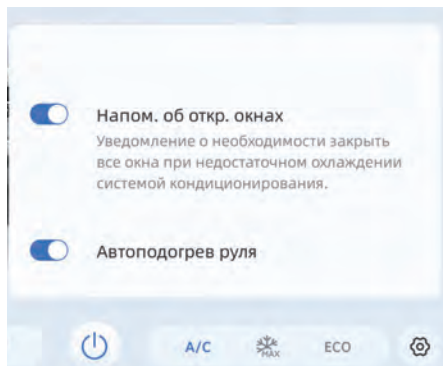 Напом. об откр. окнах
Уведомление о необходимости закрыть
все окна при недостаточном охлаждении
системой кондиционирования.
Автоподогрев руля
A/C
MAX
ECO